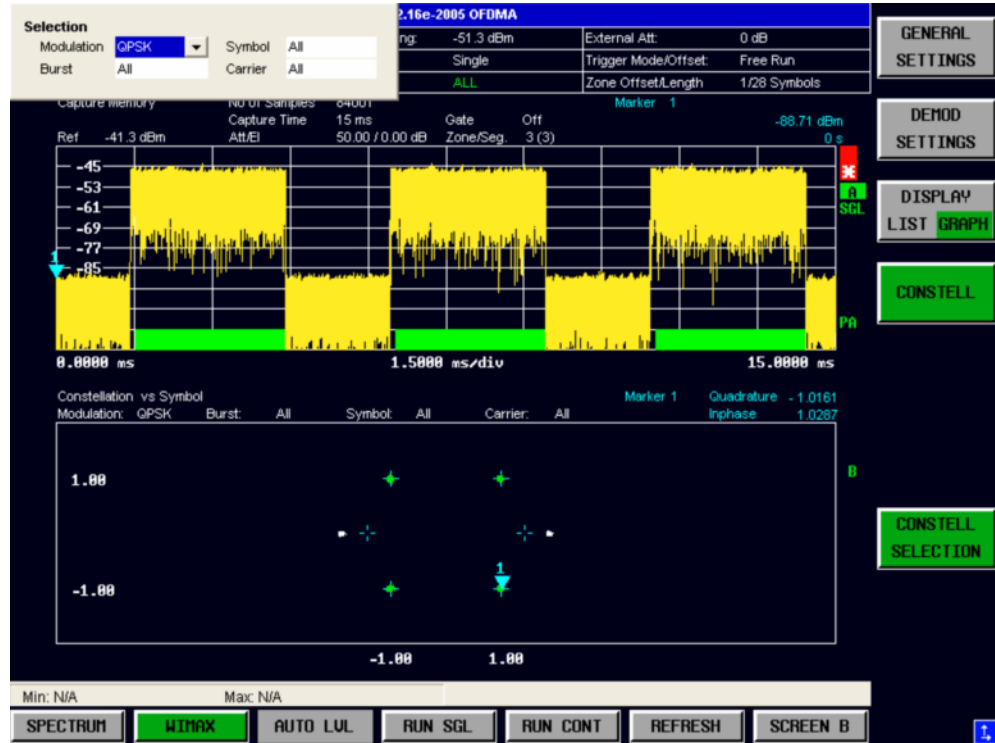 Selection
Modulation QPSK Symbol All
Burst All Carrier All
2.16e-2005 OFDMA
ng: -51.3 dBm External Att: 0 dB
Single Trigger Mode/Offset: Free Run
ALL Zone Offset/Length 1/28 Symbols
Capture Memory No of Samples 84001 Marker 1
Capture Time 15 ms Gate Off -88.71 dBm
Ref -41.3 dBm Att/El 50.00 / 0.00 dB Zone/Seg. 3 (3) 0 s
-45
-53
-61
-69
-77
-85
1
A
SGL
PA
0.0000 ms 1.5000 ms/div 15.0000 ms
Constellation vs Symbol Marker 1 Quadrature - 1.0161
Modulation: QPSK Burst: All Symbol: All Carrier: All Inphase 1.0287
B
1.00
1
-1.00
-1.00 1.00
Min: N/A Max: N/A
SPECTRUM WIMAX AUTO LVL RUN SGL RUN CONT REFRESH SCREEN B
GENERAL
SETTINGS
DEMOD
SETTINGS
DISPLAY
LIST GRAPH
CONSTELL
CONSTELL
SELECTION